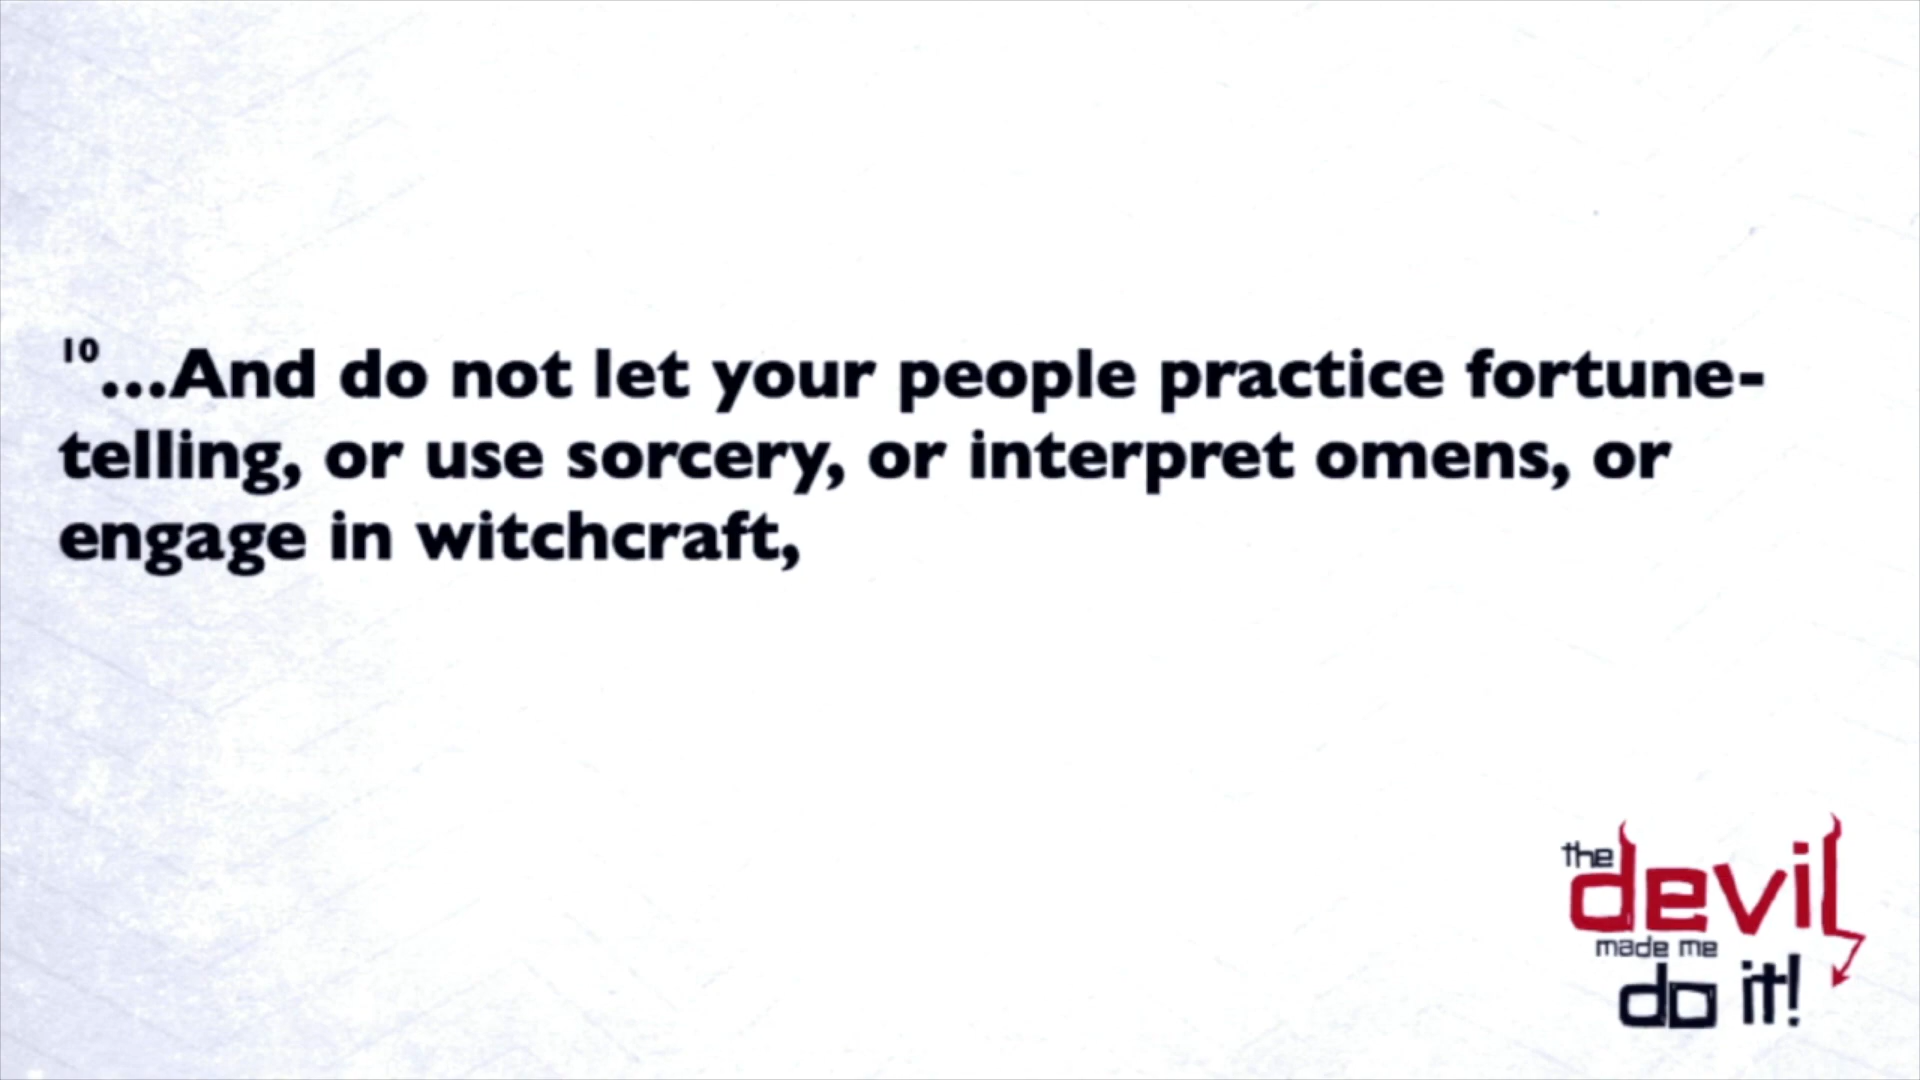 10...And do not let your people practice fortune-
telling, or use sorcery, or interpret omens, or
engage in witchcraft,
the devil
made me
do it!